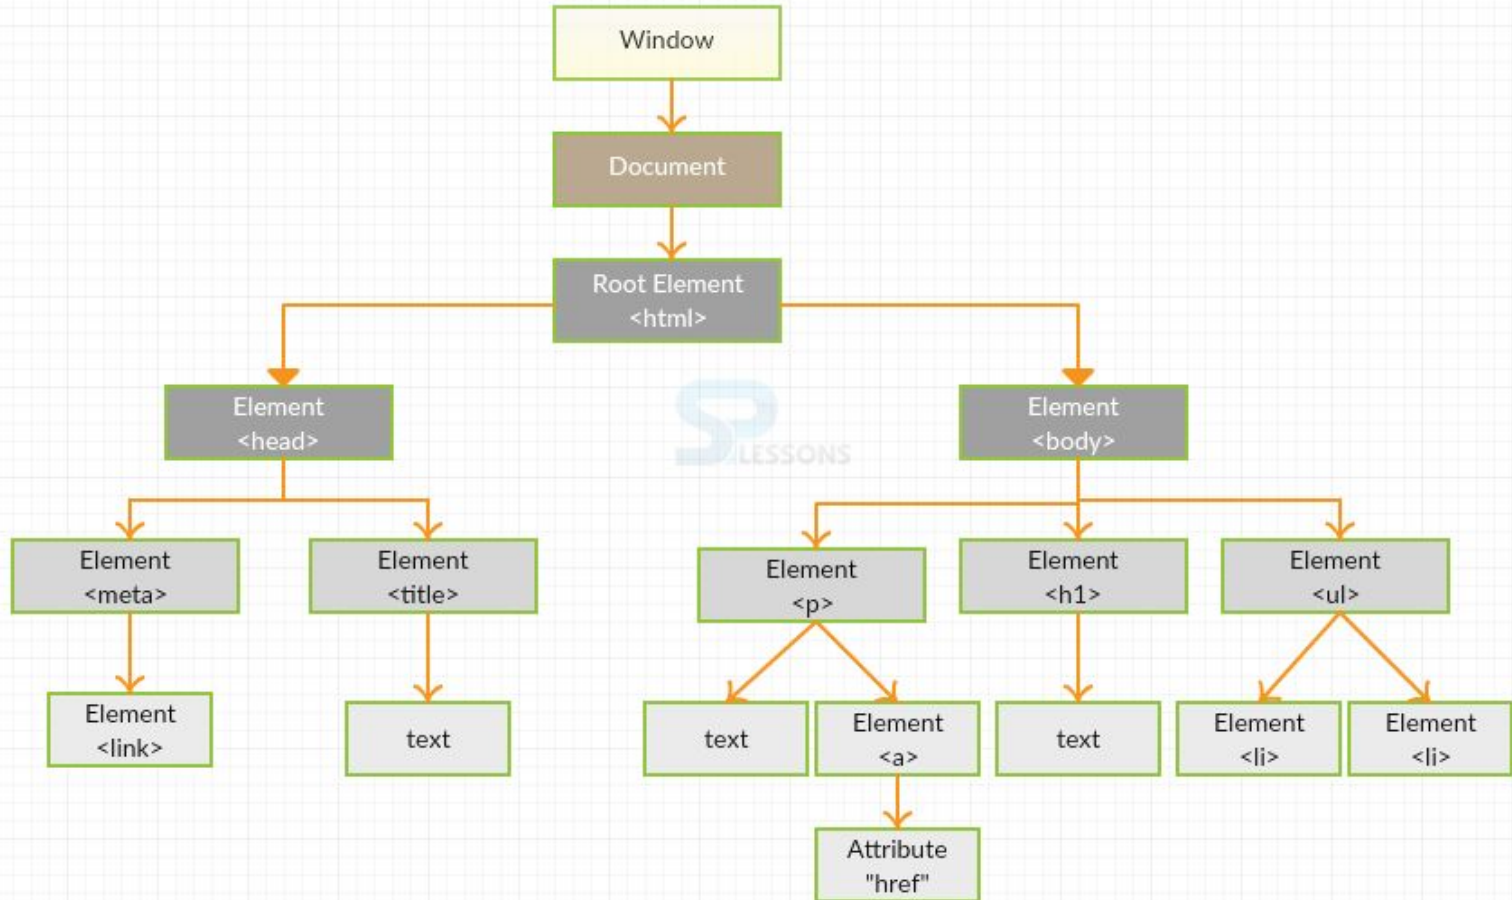 Window
Document
Root Element
<html>
SP
LESSONS
Element
<head>
Element
<body>
Element
<meta>
Element
<title>
Element
<p>
Element
<h1>
Element
<ul>
Element
<link>
text
text
Element
<a>
text
Element
<li>
Element
<li>
Attribute
"href"